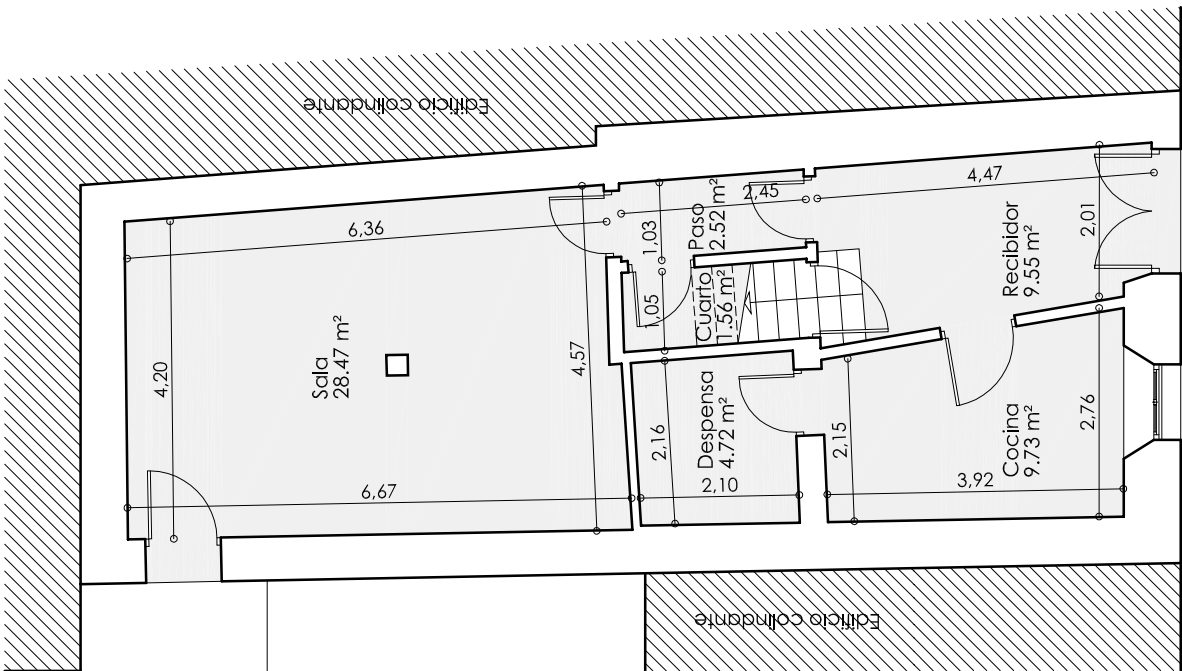 Edificio colindante
6,36
4,20
Sala
28.47 m²
4,57
6,67
1,03
2,45
Paso
2.52 m²
1,05
Cuarto
1.56 m²
4,47
2,01
Recibidor
9.55 m²
2,16
Despensa
4.72 m²
2,10
2,15
Cocina
9.73 m²
2,76
3,92
Edificio colindante